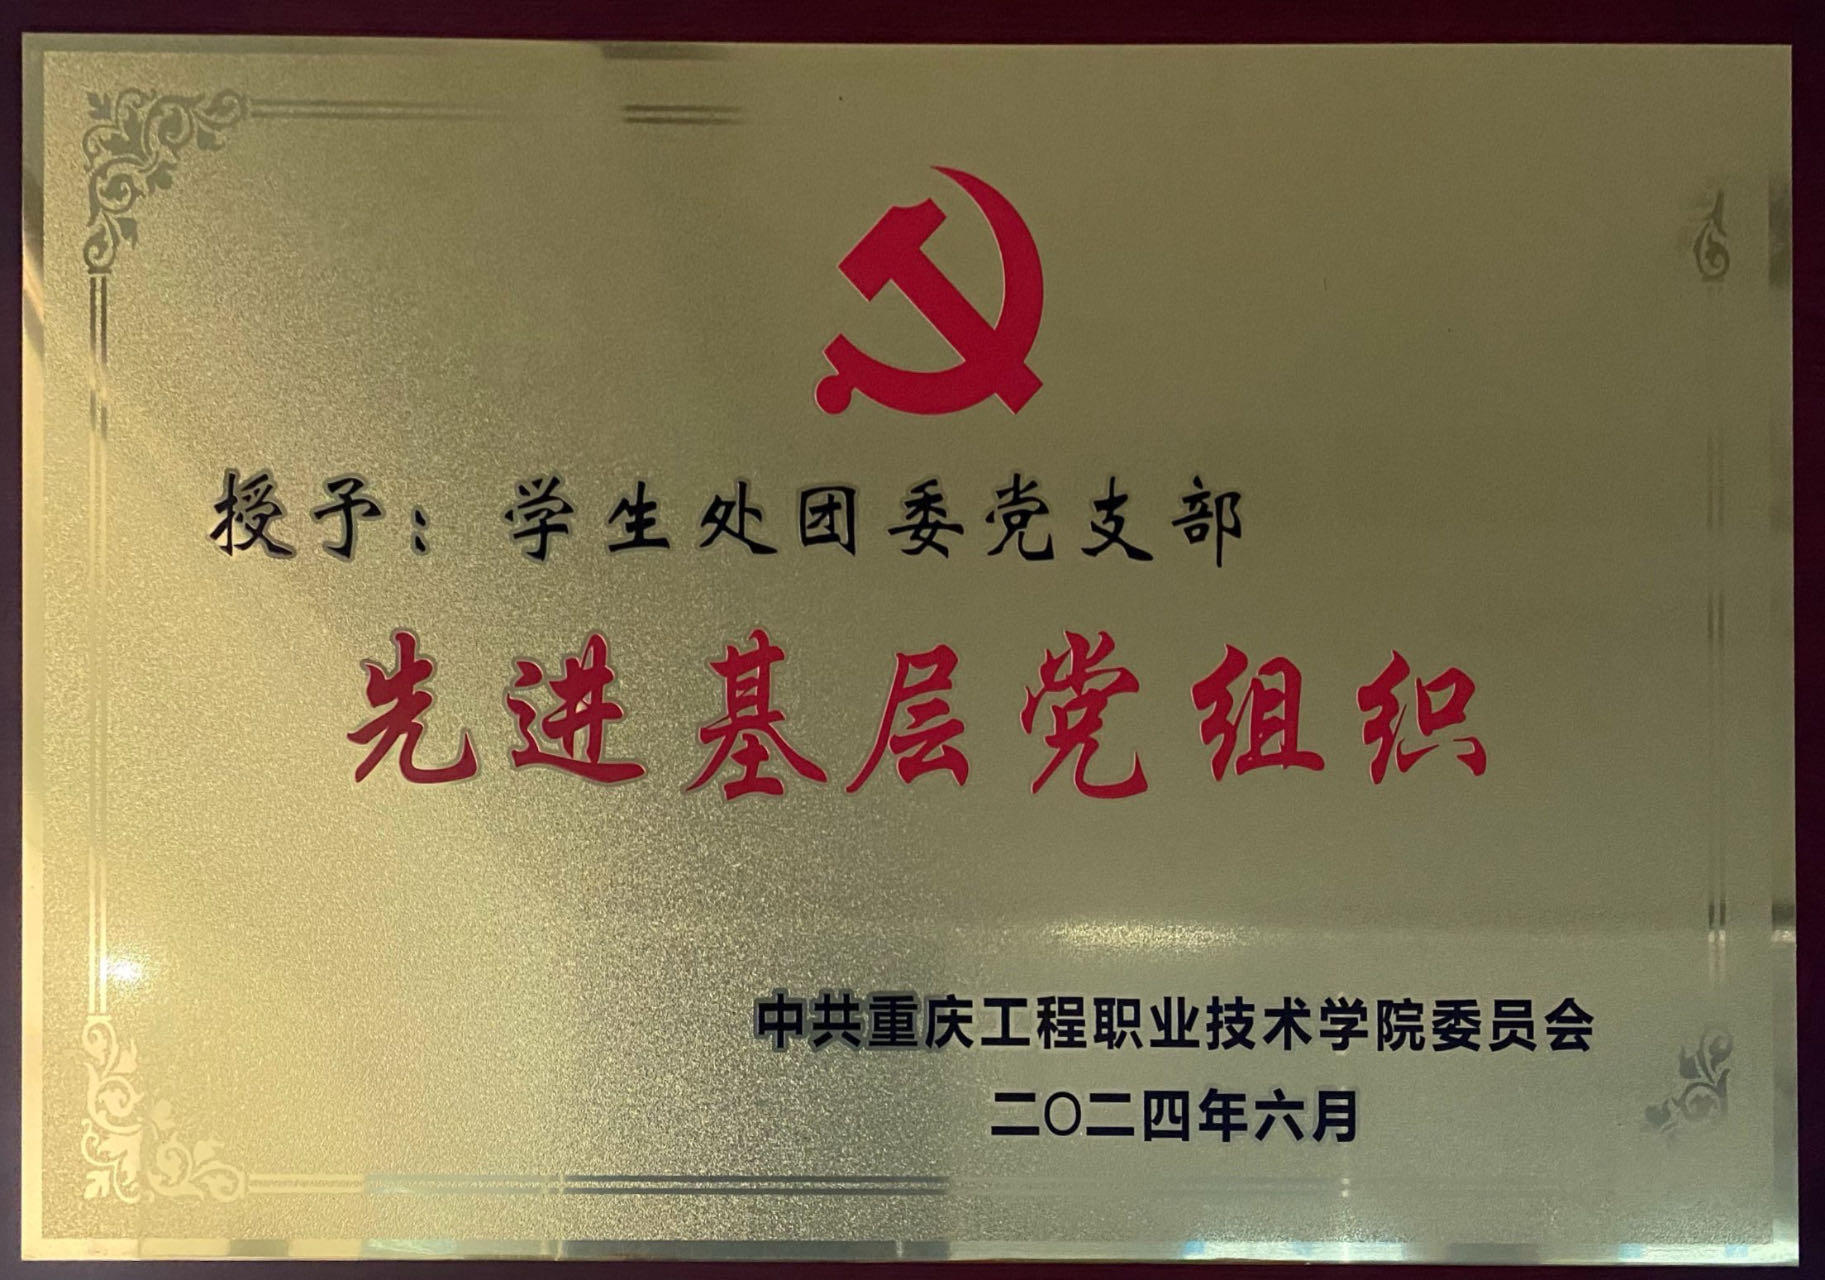 授予：学生处团委党支部
先进基层党组织
中共重庆工程职业技术学院委员会
二〇二四年六月